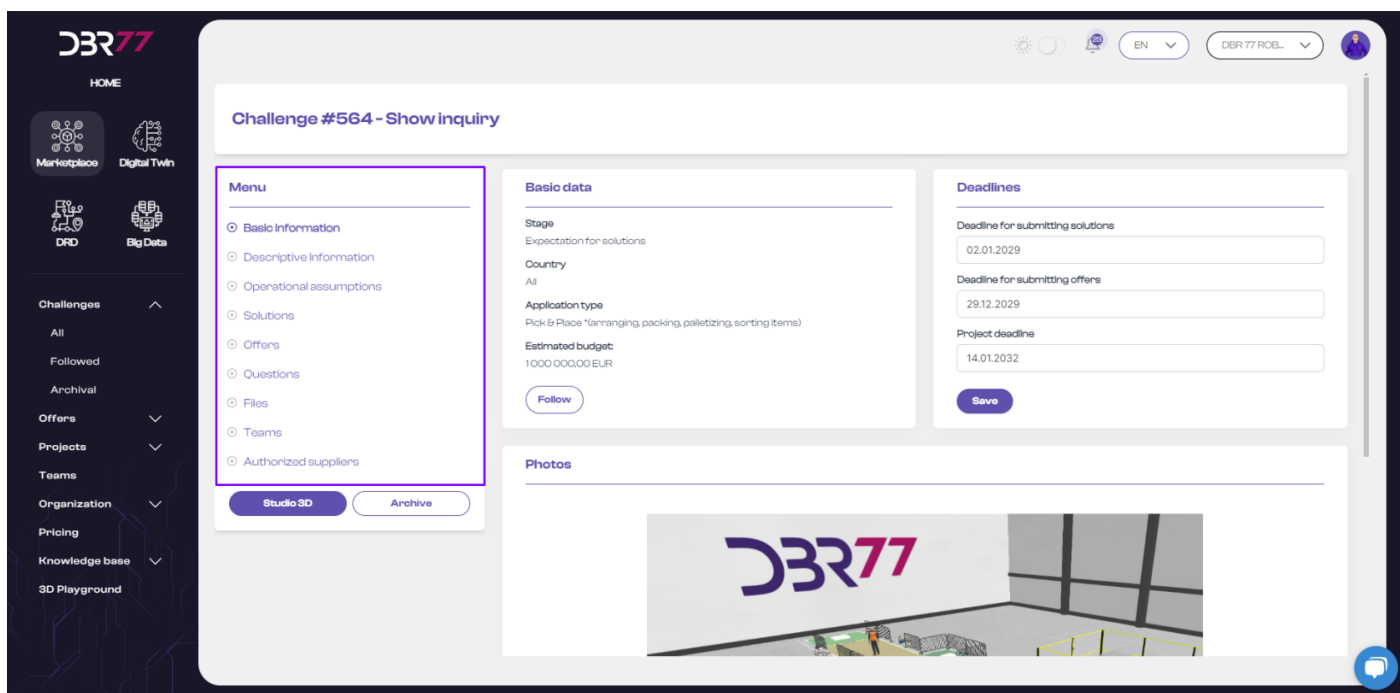 DBR77
HOME
Marketplace
Digital Twin
DRD
Big Data
Challenges
All
Followed
Archival
Offers
Projects
Teams
Organization
Pricing
Knowledge base
3D Playground
EN
DBR 77 ROB...
Challenge #564 - Show inquiry
Menu
Basic Information
Descriptive Information
Operational assumptions
Solutions
Offers
Questions
Files
Teams
Authorized suppliers
Studio 3D
Archive
Basic data
Stage
Expectation for solutions
Country
All
Application type
Pick & Place *(arranging, packing, palletizing, sorting items)
Estimated budget:
1 000 000,00 EUR
Follow
Deadlines
Deadline for submitting solutions
02.01.2029
Deadline for submitting offers
29.12.2029
Project deadline
14.01.2032
Save
Photos
DBR77